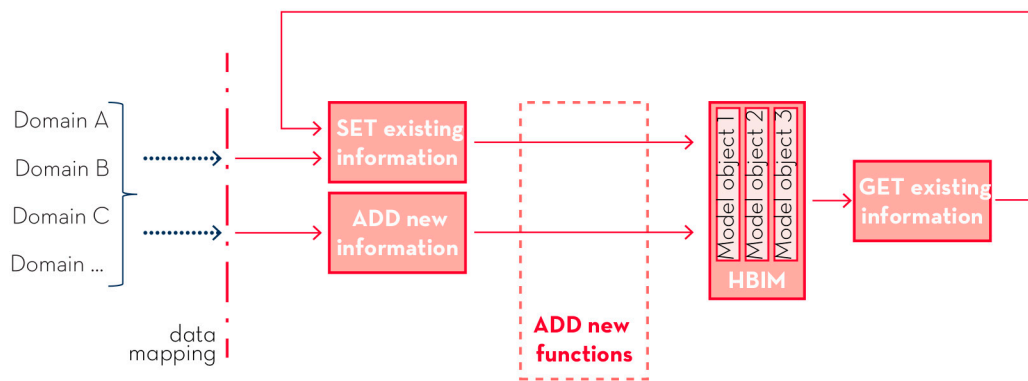 Domain A
Domain B
Domain C
Domain ...
data
mapping
SET existing
information
ADD new
information
ADD new
functions
Model object 1
Model object 2
Model object 3
HBIM
GET existing
information